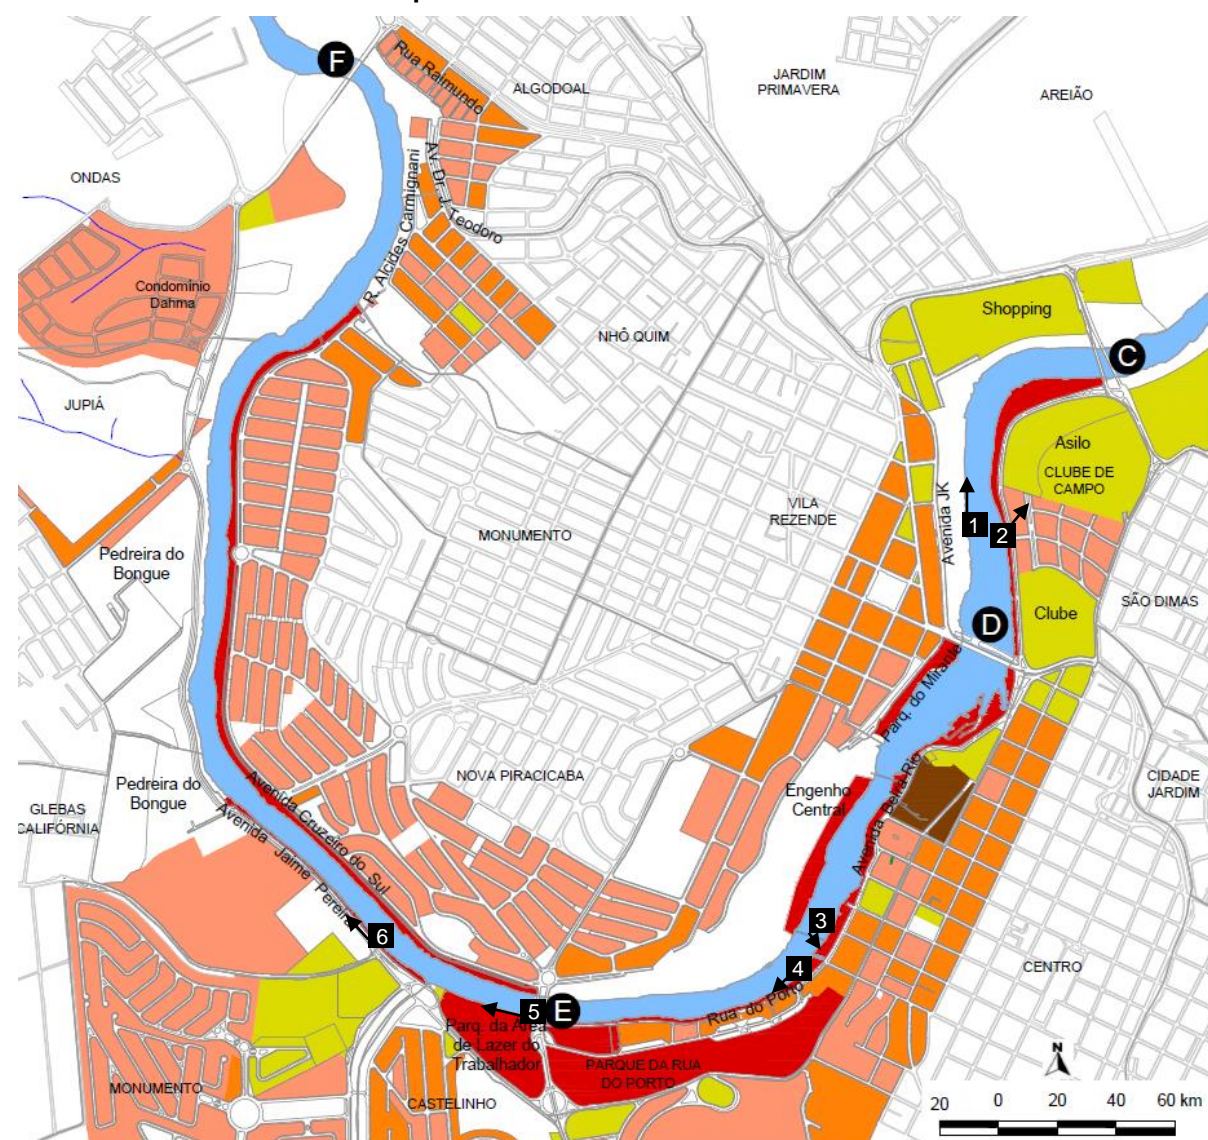 F
Rua Raimundo
ALGODOAL
JARDIM
PRIMAVERA
AREIÃO
ONDAS
Av. Dr. J. Teodoro
R. Alcides Carmignani
Condomínio
Dahma
Shopping
NHÔ QUIM
C
JUPIÁ
Asilo
CLUBE DE
CAMPO
VILA
REZENDE
Avenida JK
1
2
MONUMENTO
Pedreira do
Bongue
SÃO DIMAS
Clube
D
Parq. do Mirante
Pedreira do
Bongue
GLEBAS
CALIFÓRNIA
NOVA PIRACICABA
Engenho
Central
CIDADE
JARDIM
Avenida Cruzeiro do Sul
Avenida Jaime Pereira
Avenida Beira-Rio
3
6
4
CENTRO
5
E
Rua do Porto
Parq. da Área
de Lazer do
Trabalhador
PARQUE DA RUA
DO PORTO
N
MONUMENTO
CASTELINHO
20 0 20 60 km